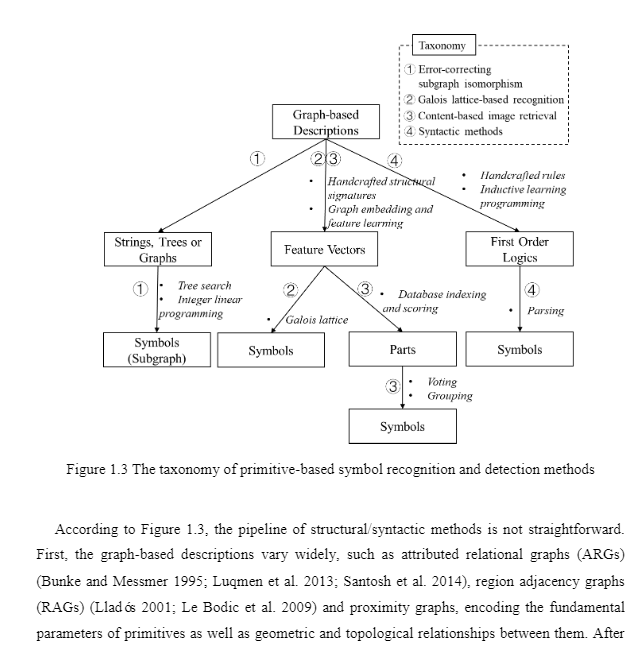 Taxonomy
① Error-correcting
subgraph isomorphism
② Galois lattice-based recognition
③ Content-based image retrieval
④ Syntactic methods
Graph-based
Descriptions
①
②③
④
• Handcrafted structural
signatures
• Graph embedding and
feature learning
• Handcrafted rules
• Inductive learning
programming
Strings, Trees or
Graphs
Feature Vectors
First Order
Logics
①
• Tree search
• Integer linear
programming
②
• Galois lattice
③
• Database indexing
and scoring
④
• Parsing
Symbols
(Subgraph)
Symbols
Parts
Symbols
③
• Voting
• Grouping
Symbols
Figure 1.3 The taxonomy of primitive-based symbol recognition and detection methods
According to Figure 1.3, the pipeline of structural/syntactic methods is not straightforward.
First, the graph-based descriptions vary widely, such as attributed relational graphs (ARGs)
(Bunke and Messmer 1995; Luqmen et al. 2013; Santosh et al. 2014), region adjacency graphs
(RAGs) (Lladós 2001; Le Bodic et al. 2009) and proximity graphs, encoding the fundamental
parameters of primitives as well as geometric and topological relationships between them. After